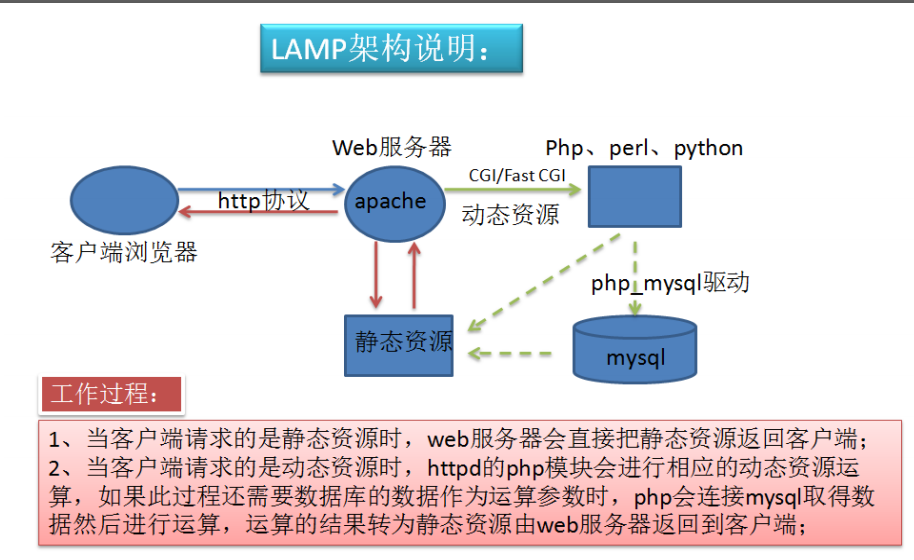 LAMP架构说明：
Web服务器
Php、perl、python
CGI/Fast CGI
http协议
apache
动态资源
客户端浏览器
php_mysql驱动
静态资源
mysql
工作过程：
1、当客户端请求的是静态资源时，web服务器会直接把静态资源返回客户端；
2、当客户端请求的是动态资源时，httpd的php模块会进行相应的动态资源运
算，如果此过程还需要数据库的数据作为运算参数时，php会连接mysql取得数
据然后进行运算，运算的结果转为静态资源由web服务器返回到客户端；